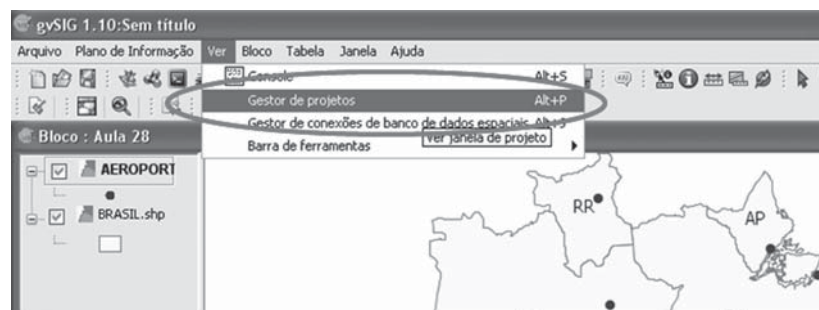 gvSIG 1.10:Sem título
Arquivo Plano de Informação Ver Bloco Tabela Janela Ajuda
Console Alt+S
Gestor de projetos Alt+P
Gestor de conexões de banco de dados espaciais
Ver janela de projeto
Barra de ferramentas
Bloco : Aula 28
AEROPORT
BRASIL.shp
RR
AP